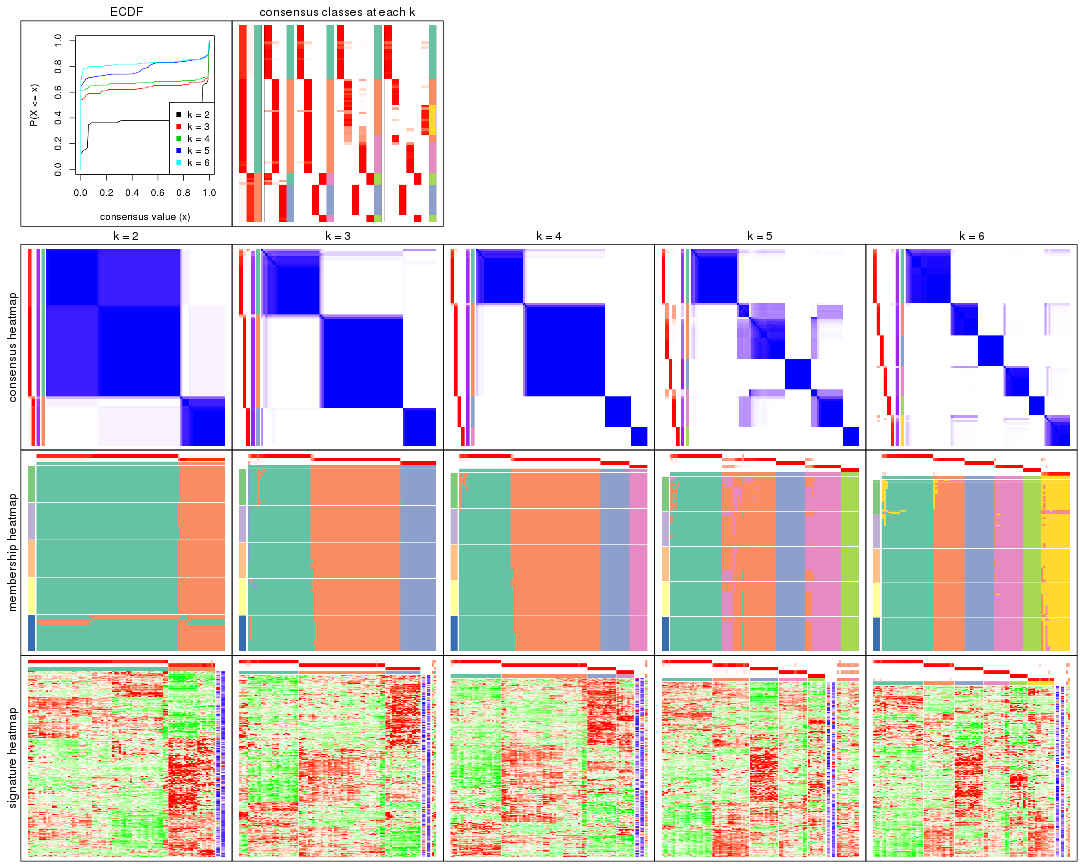 ECDF
consensus classes at each k
P(X <= x)
1.0
0.8
0.6
0.4
0.2
0.0
k = 2
k = 3
k = 4
k = 5
k = 6
0.0 0.2 0.4 0.6 0.8 1.0
consensus value (x)
k = 2
k = 3
k = 4
k = 5
k = 6
consensus heatmap
membership heatmap
signature heatmap